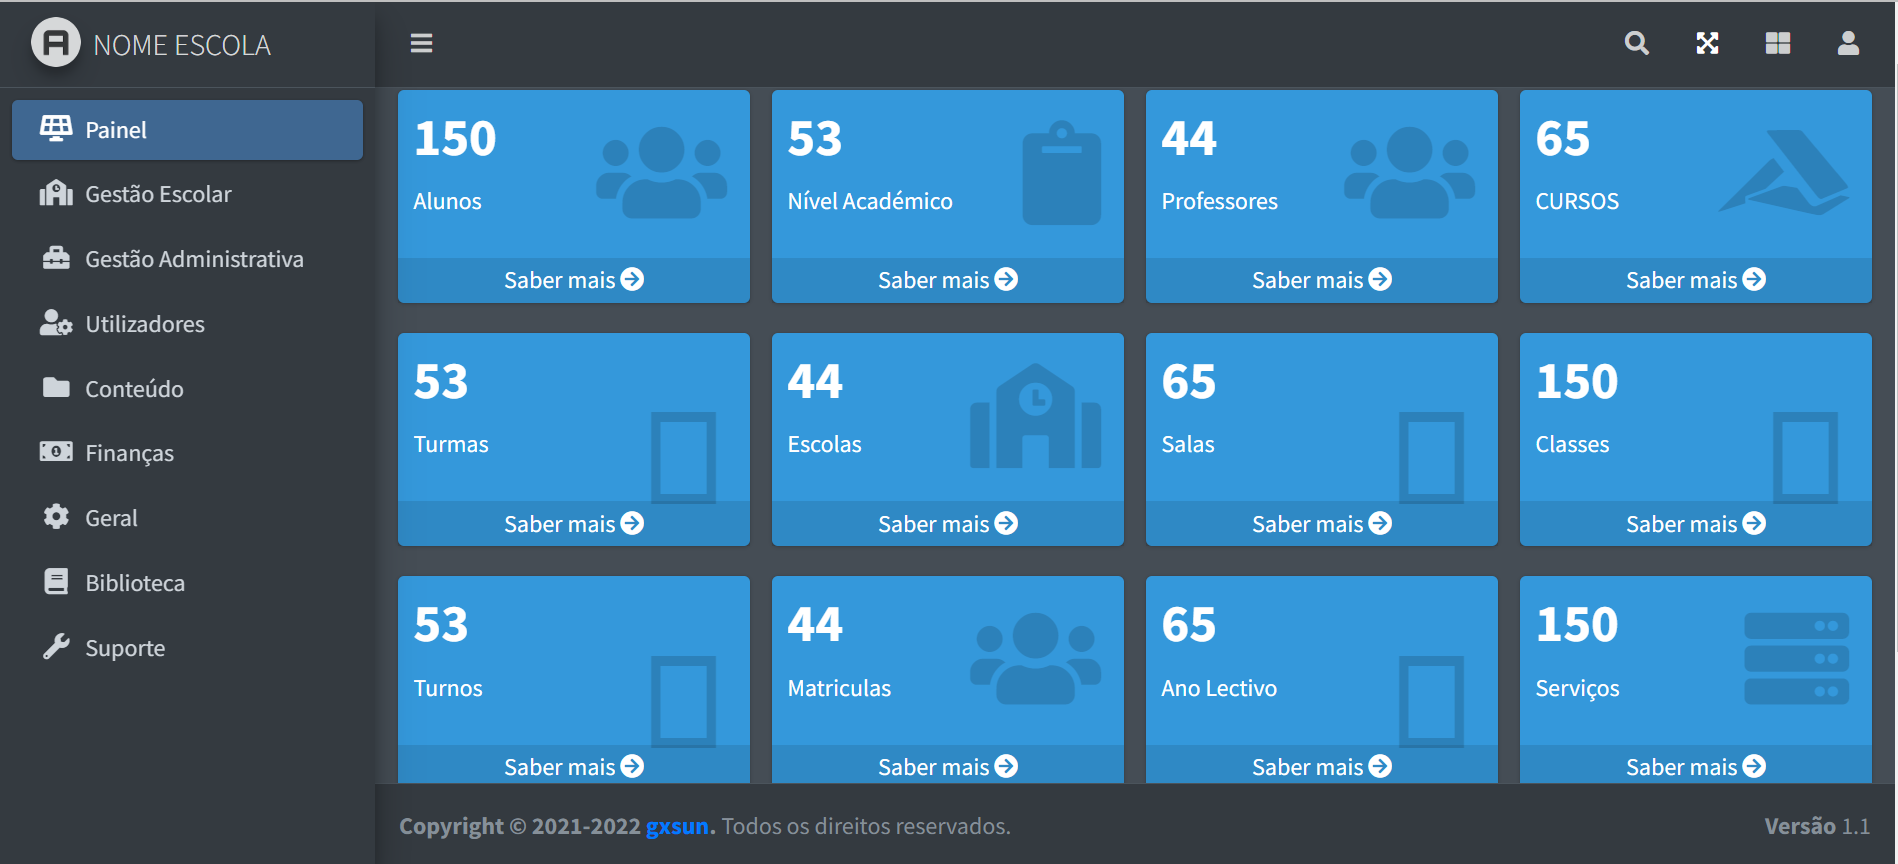 NOME ESCOLA
Painel
Gestão Escolar
Gestão Administrativa
Utilizadores
Conteúdo
Finanças
Geral
Biblioteca
Suporte
150
Alunos
Saber mais
53
Nível Académico
Saber mais
44
Professores
Saber mais
65
CURSOS
Saber mais
53
Turmas
Saber mais
44
Escolas
Saber mais
65
Salas
Saber mais
150
Classes
Saber mais
53
Turnos
Saber mais
44
Matriculas
Saber mais
65
Ano Lectivo
Saber mais
150
Serviços
Saber mais
Copyright © 2021-2022 gxsun. Todos os direitos reservados.
Versão 1.1